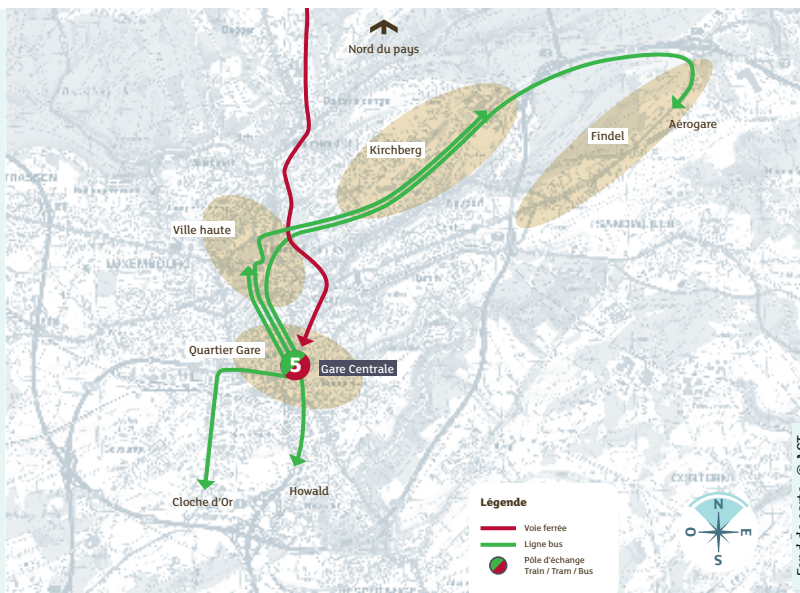 Nord du pays
Aérogare
Findel
Kirchberg
Ville haute
Quartier Gare
5
Gare Centrale
Cloche d'Or
Howald
Légende
Voie ferrée
Ligne bus
Pôle d'échange
Train / Tram / Bus
N
O
E
S